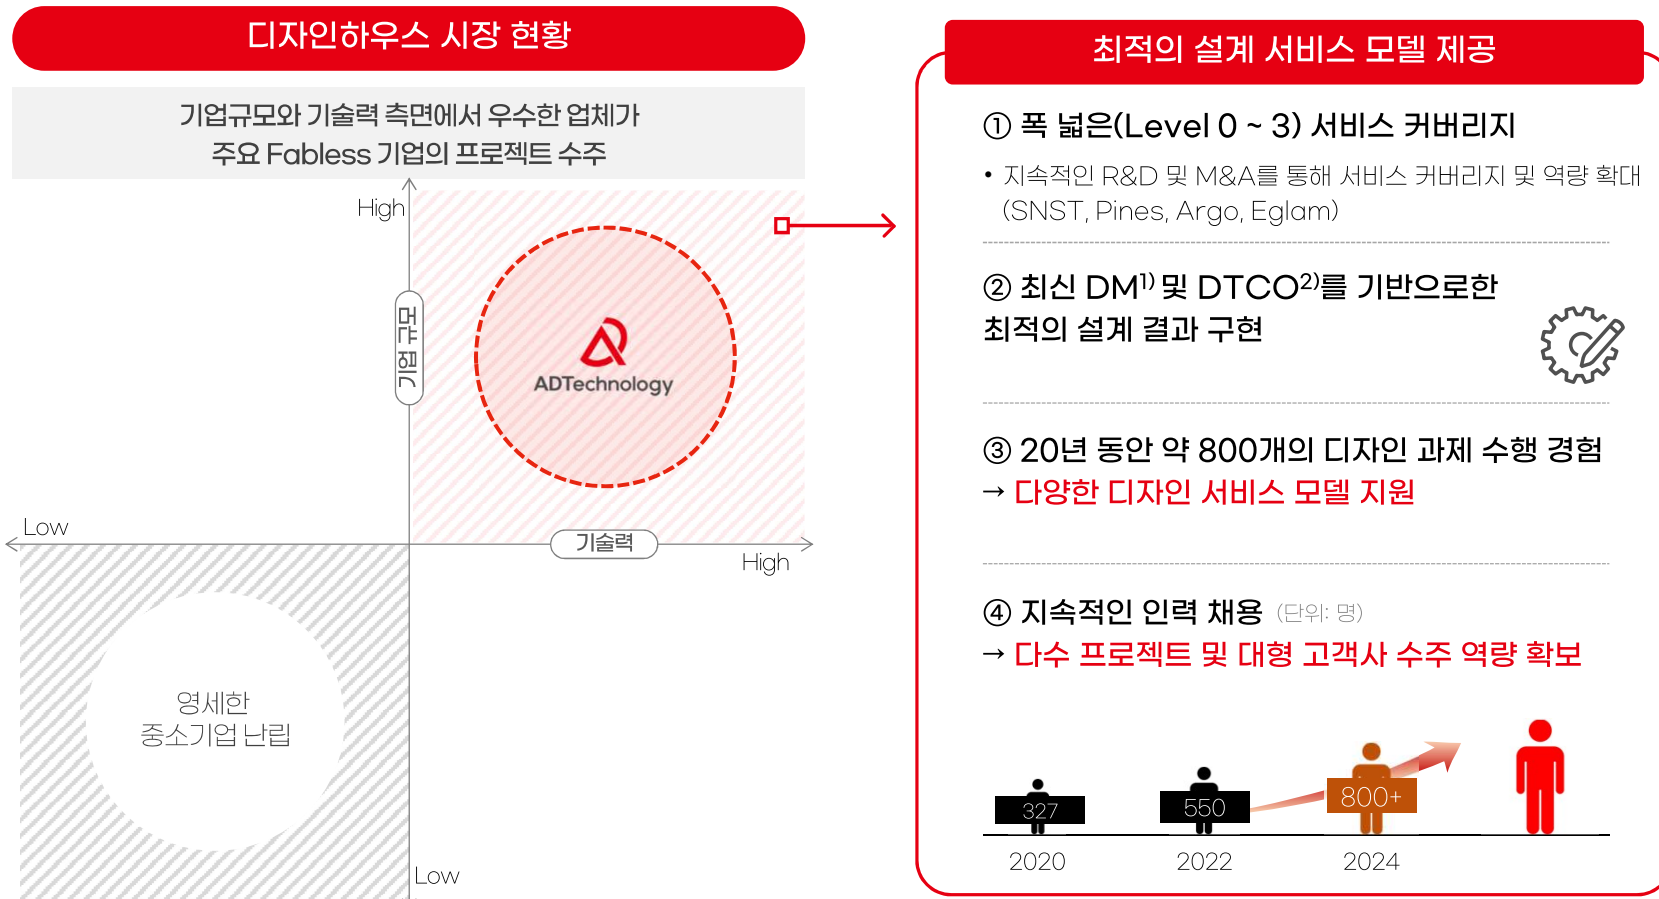 디자인하우스 시장 현황
기업규모와 기술력 측면에서 우수한 업체가
주요 Fabless 기업의 프로젝트 수주
High
기업 규모
ADTechnology
Low
기술력
High
영세한
중소기업 난립
Low
최적의 설계 서비스 모델 제공
① 폭 넓은(Level 0 ~ 3) 서비스 커버리지
• 지속적인 R&D 및 M&A를 통해 서비스 커버리지 및 역량 확대
(SNST, Pines, Argo, Eglam)
② 최신 DM1) 및 DTCO2)를 기반으로한
최적의 설계 결과 구현
③ 20년 동안 약 800개의 디자인 과제 수행 경험
→ 다양한 디자인 서비스 모델 지원
④ 지속적인 인력 채용 (단위: 명)
→ 다수 프로젝트 및 대형 고객사 수주 역량 확보
327
550
800+
2020
2022
2024